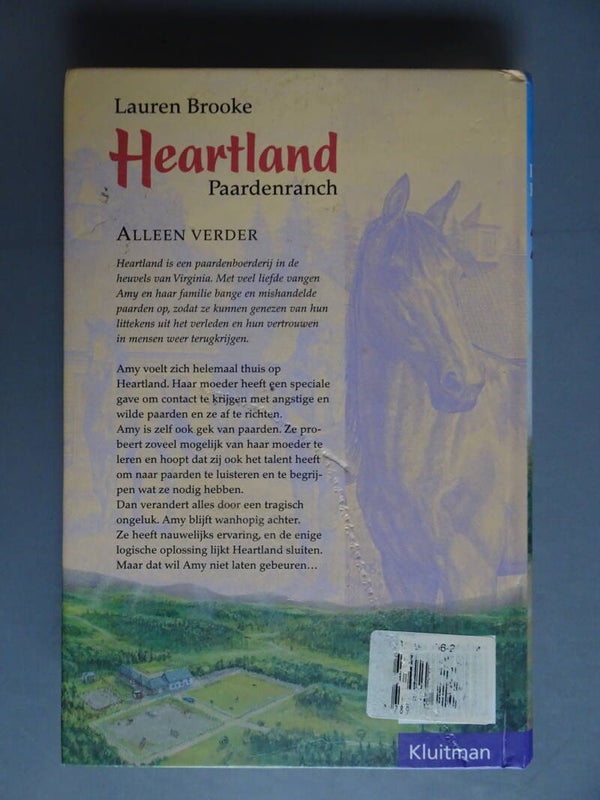 Lauren Brooke
Heartland
Paardenranch
ALLEEN VERDER
Heartland is een paardenboerderij in de
heuvels van Virginia. Met veel liefde vangen
Amy en haar familie bange en mishandelde
paarden op, zodat ze kunnen genezen van hun
littekens uit het verleden en hun vertrouwen
in mensen weer terugkrijgen.
Amy voelt zich helemaal thuis op
Heartland. Haar moeder heeft een speciale
gave om contact te krijgen met angstige en
wilde paarden en ze af te richten.
Amy is zelf ook gek van paarden. Ze pro-
beert zoveel mogelijk van haar moeder te
leren en hoopt dat zij ook het talent heeft
om naar paarden te luisteren en te begrij-
pen wat ze nodig hebben.
Dan verandert alles door een tragisch
ongeluk. Amy blijft wanhopig achter.
Ze heeft nauwelijks ervaring, en de enige
logische oplossing lijkt Heartland sluiten.
Maar dat wil Amy niet laten gebeuren...
Kluitman